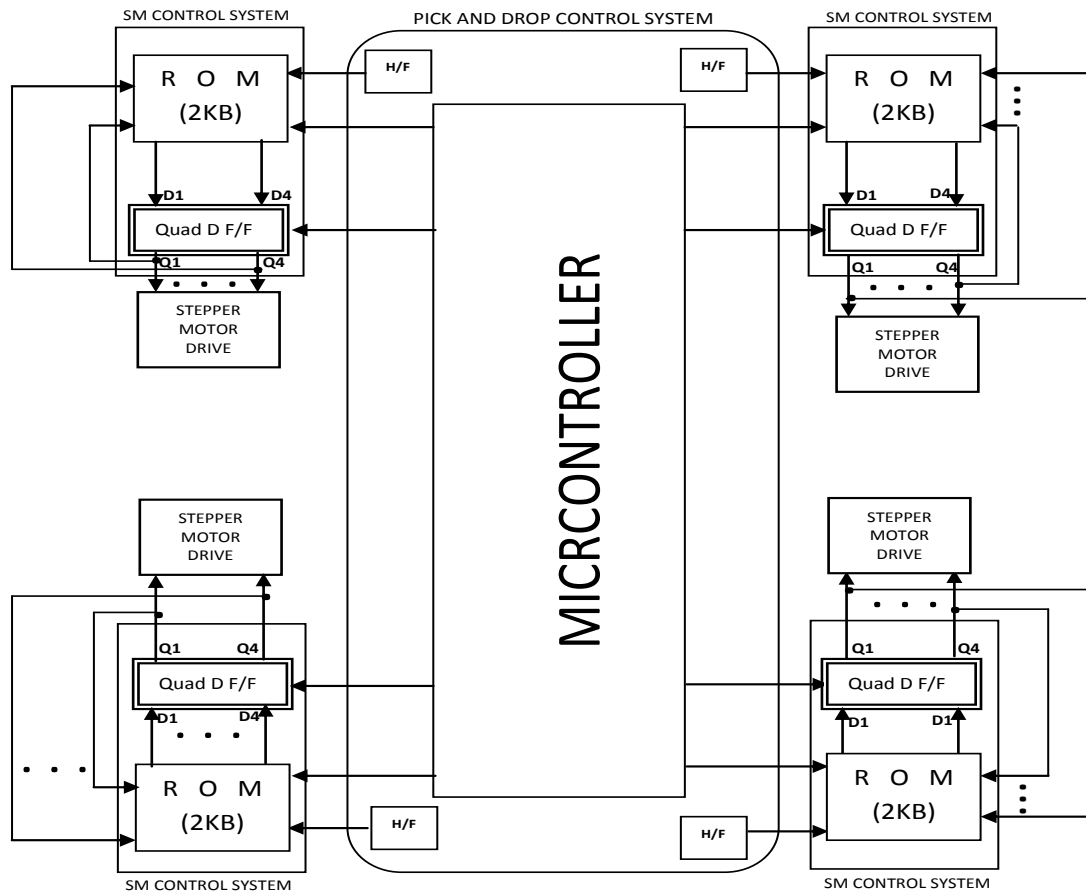 SM CONTROL SYSTEM
PICK AND DROP CONTROL SYSTEM
SM CONTROL SYSTEM
R O M
(2KB)
H/F
H/F
R O M
(2KB)
D1
D4
D1
D4
Quad D F/F
Quad D F/F
Q1
Q4
Q1
Q4
STEPPER
MOTOR
DRIVE
STEPPER
MOTOR
DRIVE
MICRCONTROLLER
STEPPER
MOTOR
DRIVE
STEPPER
MOTOR
DRIVE
Q1
Q4
Q1
Q4
Quad D F/F
Quad D F/F
D1
D4
D1
D1
R O M
(2KB)
R O M
(2KB)
H/F
H/F
SM CONTROL SYSTEM
SM CONTROL SYSTEM